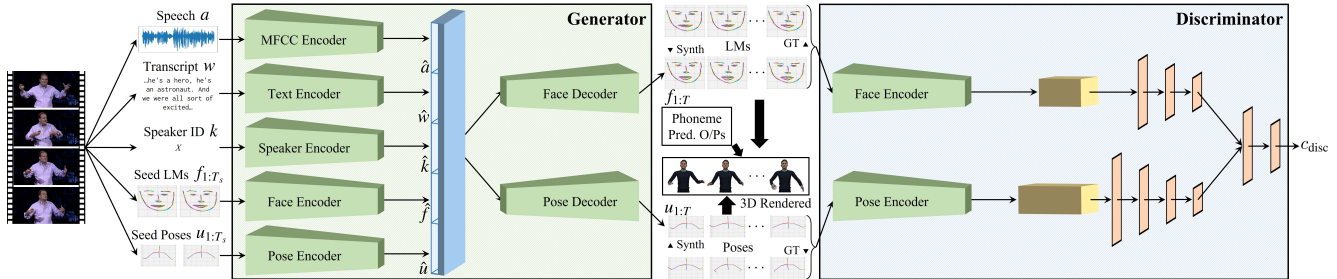 Speech a
Transcript w
…he's a hero, he's
an astronaut. And
we were all sort of
excited…
Speaker ID k
X
Seed LMs f1:Ts
Seed Poses u1:Ts
Generator
MFCC Encoder
Text Encoder
Speaker Encoder
Face Encoder
Pose Encoder
â
ŵ
k̂
f̂
û
Face Decoder
Pose Decoder
▼ Synth
LMs
GT ▲
f1:T
Phoneme
Pred. O/Ps
3D Rendered
u1:T
▲ Synth
Poses
GT ▼
Discriminator
Face Encoder
Pose Encoder
cdisc